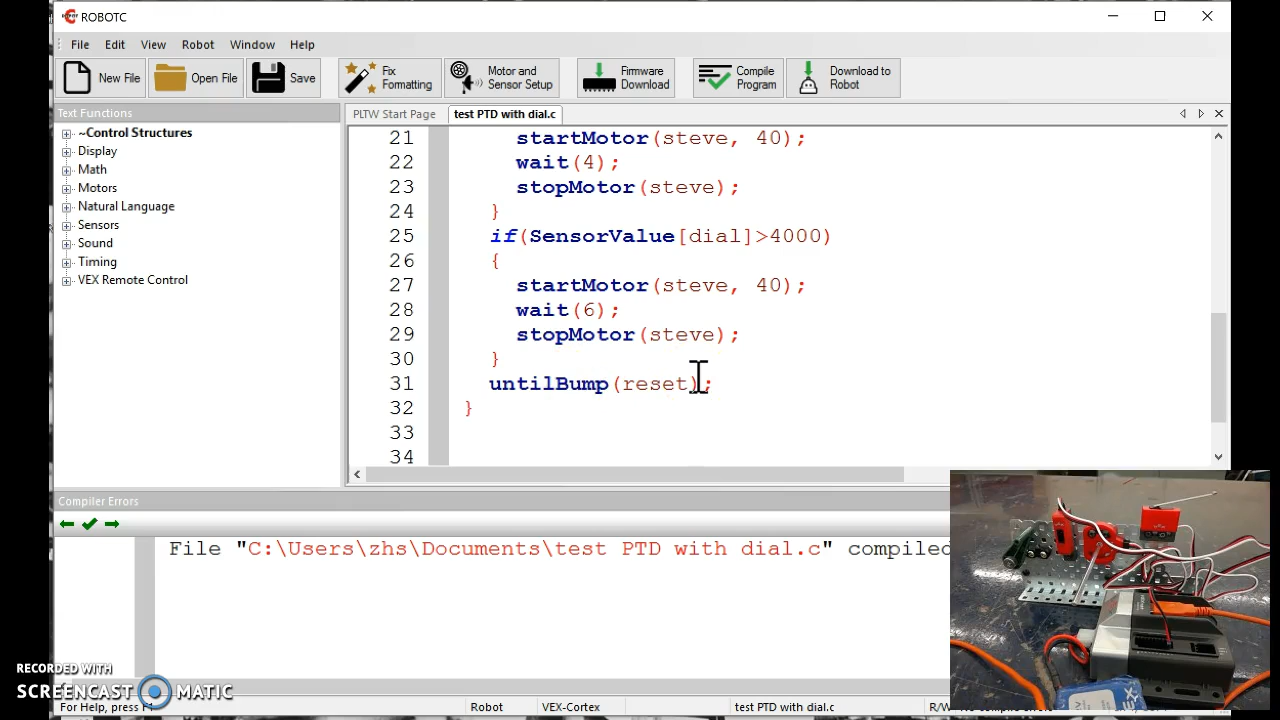 ROBOTC
File Edit View Robot Window Help
New File Open File Save Fix Formatting Motor and Sensor Setup Firmware Download Compile Program Download to Robot
Text Functions
PLTW Start Page test PTD with dial.c
~Control Structures
Display
Math
Motors
Natural Language
Sensors
Sound
Timing
VEX Remote Control
21 startMotor(steve, 40);
22 wait(4);
23 stopMotor(steve);
24 }
25 if(SensorValue[dial]>4000)
26 {
27 startMotor(steve, 40);
28 wait(6);
29 stopMotor(steve);
30 }
31 untilBump(reset);
32 }
33
34
Compiler Errors
File "C:\Users\zhs\Documents\test PTD with dial.c" compiled
RECORDED WITH
SCREENCAST MATIC
For Help, press F1 Robot VEX-Cortex test PTD with dial.c R/W